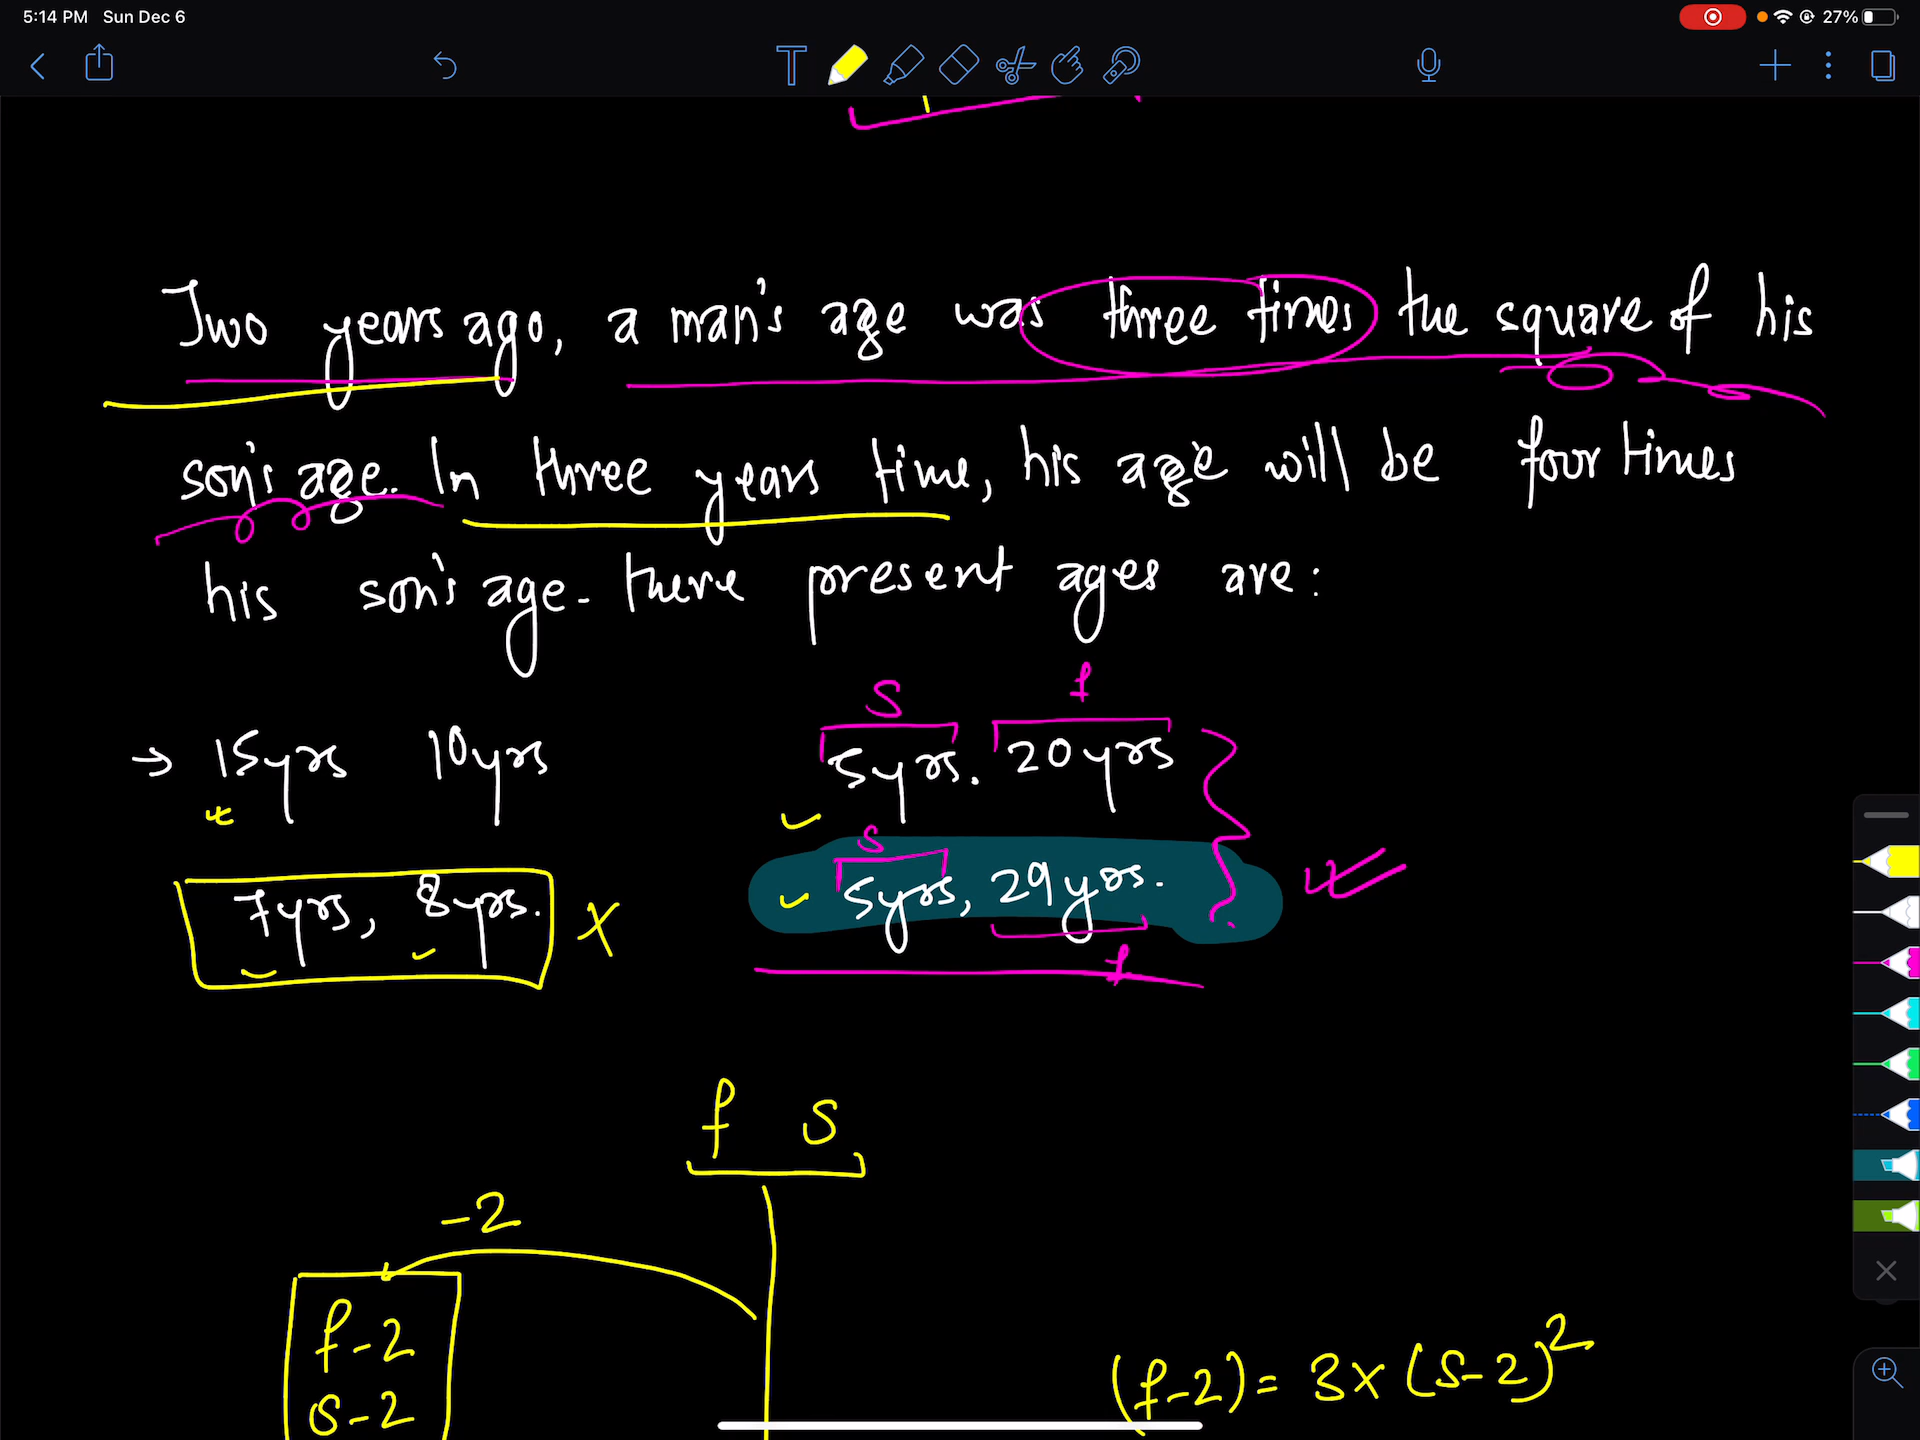 5:14 PM Sun Dec 6
27%
Two years ago, a man's age was three times the square of his
son's age. In three years time, his age will be four times
his son's age. there present ages are:
S f
→ 15yrs 10yrs 5yrs. 20yrs
S
7yrs, 8yrs. X 5yrs, 29yrs.
f
f S
-2
f-2
s-2
(f-2) = 3x (s-2)²